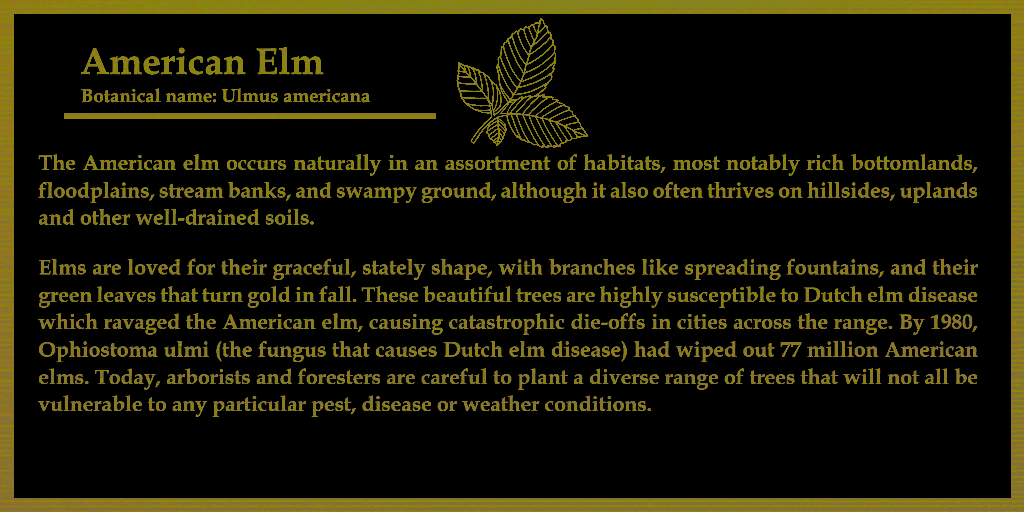 American Elm
Botanical name: Ulmus americana
The American elm occurs naturally in an assortment of habitats, most notably rich bottomlands,
floodplains, stream banks, and swampy ground, although it also often thrives on hillsides, uplands
and other well-drained soils.
Elms are loved for their graceful, stately shape, with branches like spreading fountains, and their
green leaves that turn gold in fall. These beautiful trees are highly susceptible to Dutch elm disease
which ravaged the American elm, causing catastrophic die-offs in cities across the range. By 1980,
Ophiostoma ulmi (the fungus that causes Dutch elm disease) had wiped out 77 million American
elms. Today, arborists and foresters are careful to plant a diverse range of trees that will not all be
vulnerable to any particular pest, disease or weather conditions.